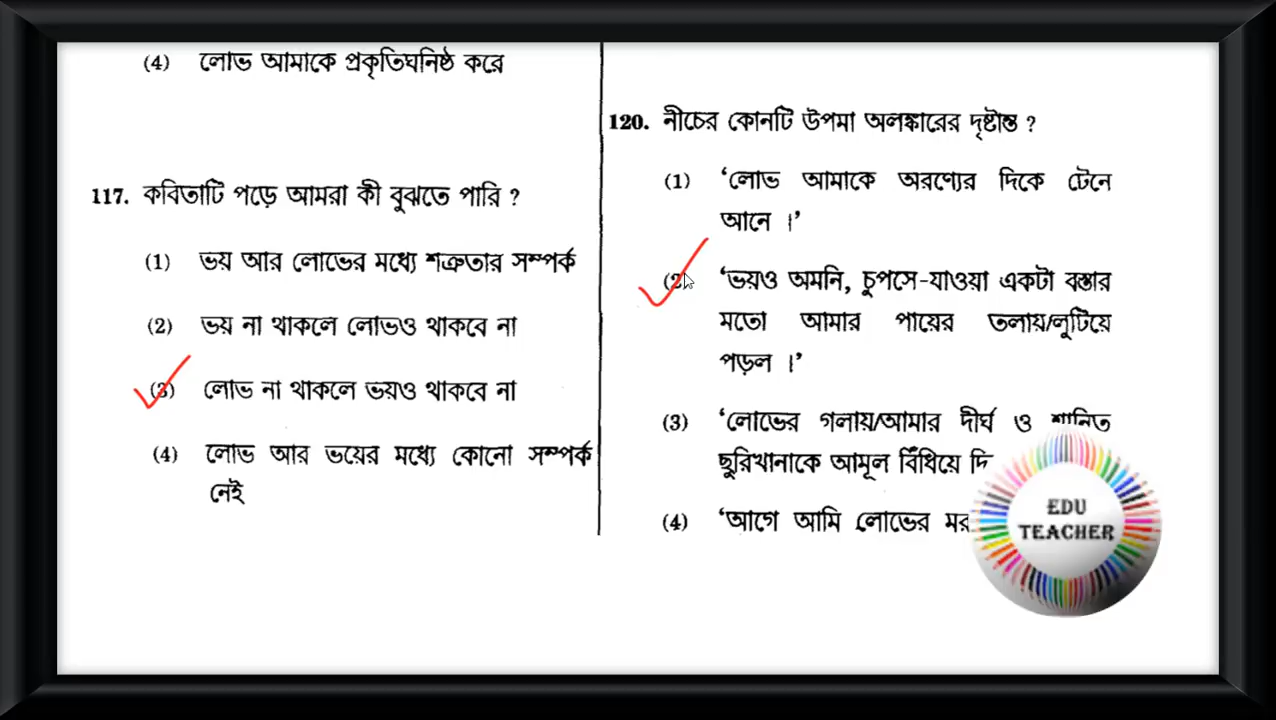 (4) লোভ আমাকে প্রকৃতিঘনিষ্ঠ করে
117. কবিতাটি পড়ে আমরা কী বুঝতে পারি ?
(1) ভয় আর লোভের মধ্যে শত্রুতার সম্পর্ক
(2) ভয় না থাকলে লোভও থাকবে না
(3) লোভ না থাকলে ভয়ও থাকবে না
(4) লোভ আর ভয়ের মধ্যে কোনো সম্পর্ক
নেই
120. নীচের কোনটি উপমা অলঙ্কারের দৃষ্টান্ত ?
(1) ‘লোভ আমাকে অরণ্যের দিকে টেনে
আনে ।’
(2) ‘ভয়ও অমনি, চুপসে-যাওয়া একটা বস্তার
মতো আমার পায়ের তলায়/লুটিয়ে
পড়ল ।’
(3) ‘লোভের গলায়/আমার দীর্ঘ ও শানিত
ছুরিখানাকে আমূল বিঁধিয়ে
(4) ‘আগে আমি লোভের
EDU
TEACHER